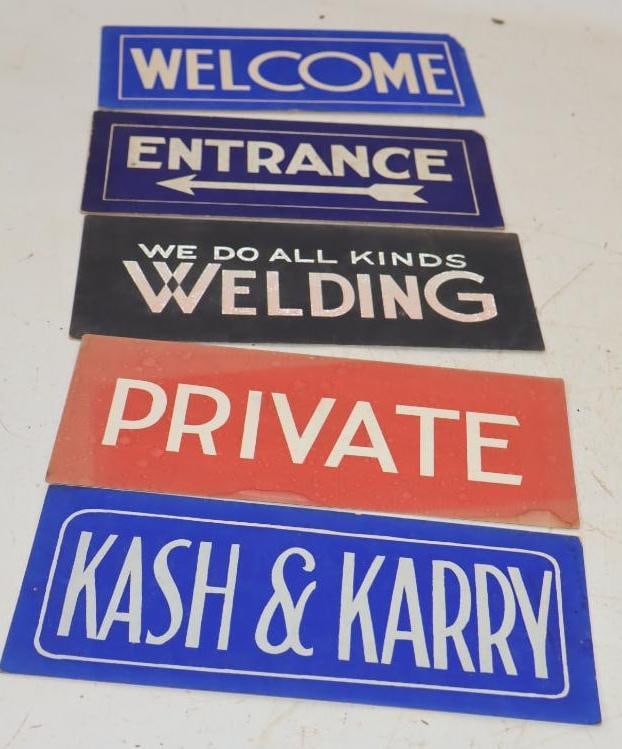 WELCOME
ENTRANCE
WE DO ALL KINDS
WELDING
PRIVATE
KASH & KARRY